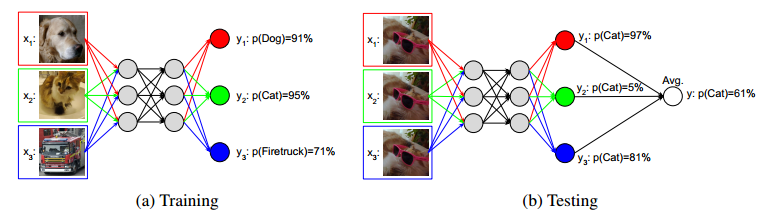 x₁:
y₁: p(Dog)=91%
x₂:
y₂: p(Cat)=95%
x₃:
y₃: p(Firetruck)=71%
(a) Training
x₁:
y₁: p(Cat)=97%
x₂:
y₂: p(Cat)=5%
Avg.
y: p(Cat)=61%
x₃:
y₃: p(Cat)=81%
(b) Testing